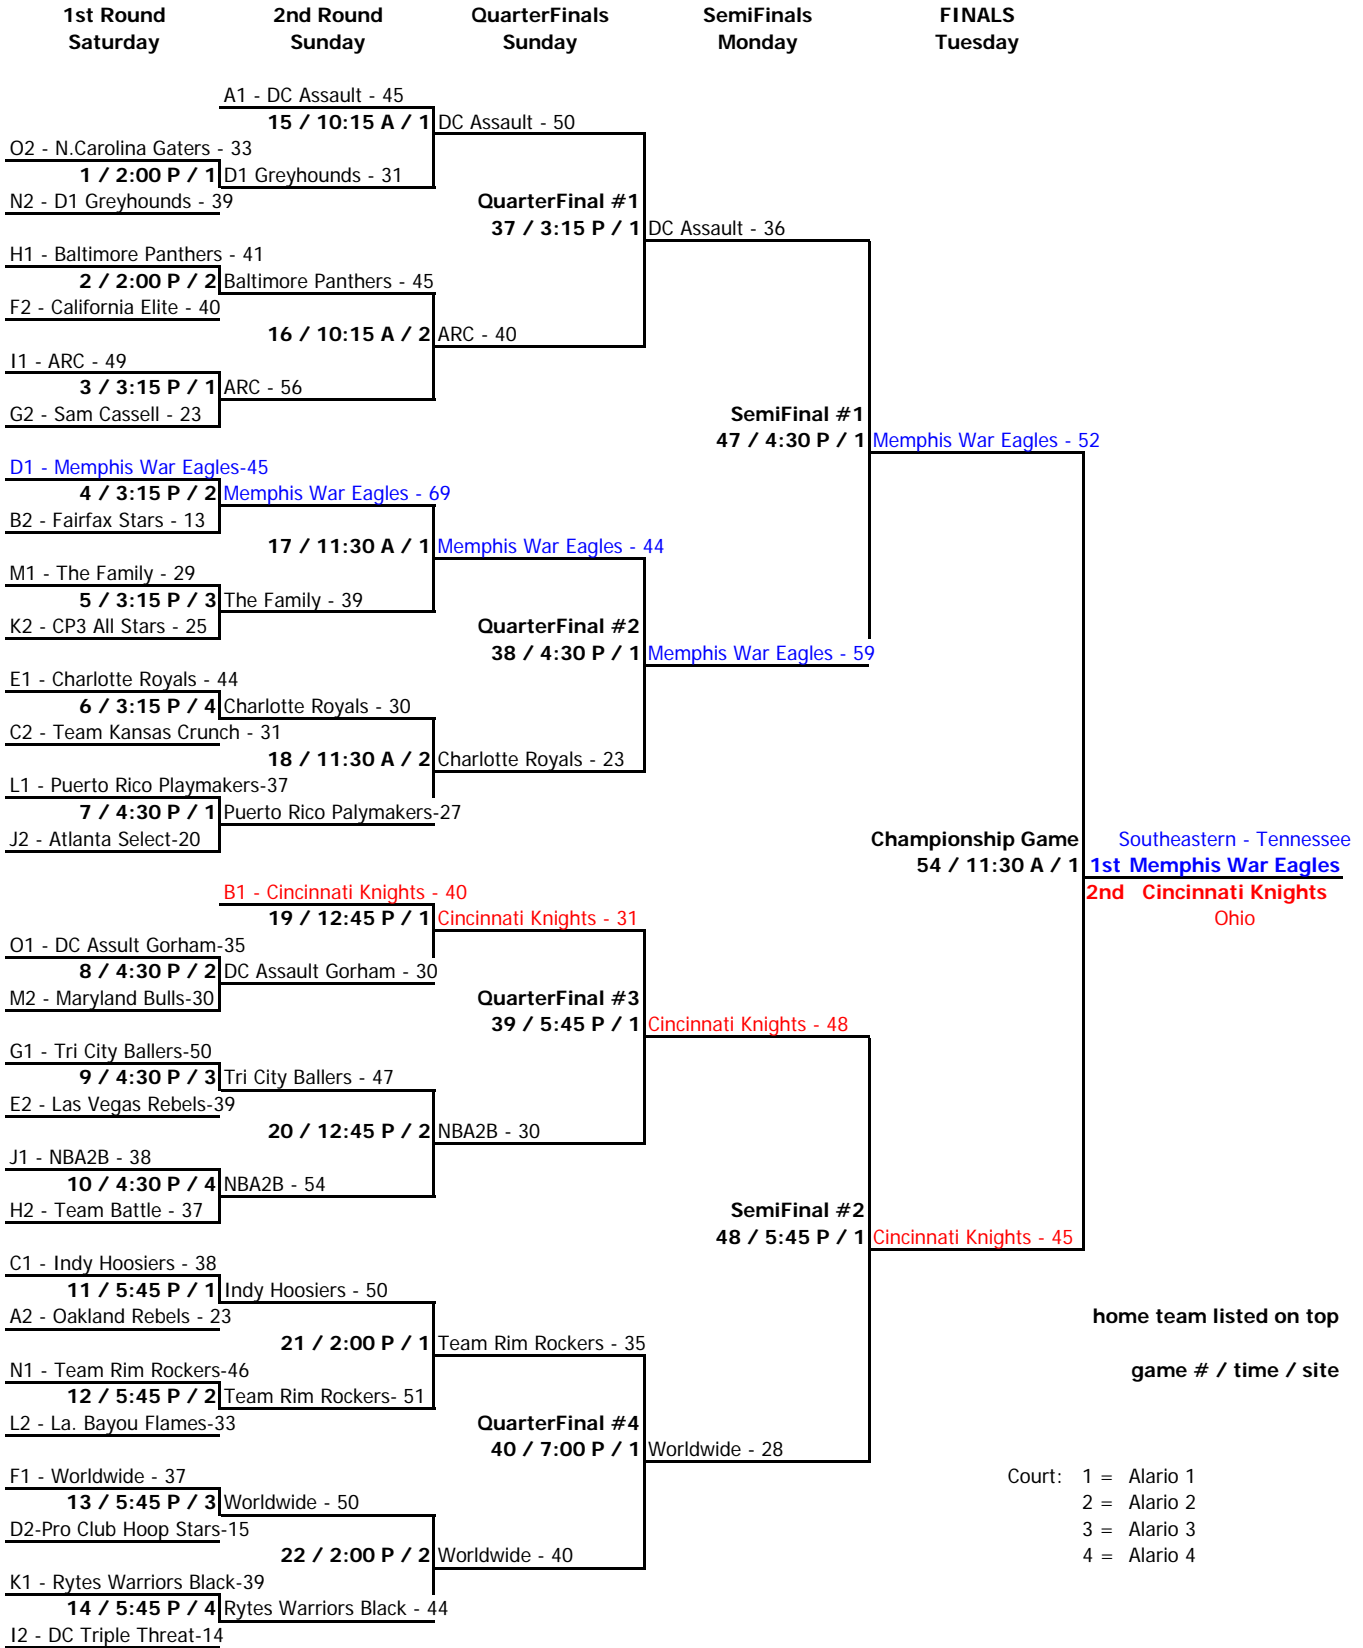 1st Round 2nd Round QuarterFinals SemiFinals FINALS
Saturday Sunday Sunday Monday Tuesday
A1 - DC Assault - 45
15 / 10:15 A / 1 DC Assault - 50
O2 - N.Carolina Gaters - 33
1 / 2:00 P / 1 D1 Greyhounds - 31
N2 - D1 Greyhounds - 39 QuarterFinal #1
37 / 3:15 P / 1 DC Assault - 36
H1 - Baltimore Panthers - 41
2 / 2:00 P / 2 Baltimore Panthers - 45
F2 - California Elite - 40
16 / 10:15 A / 2 ARC - 40
I1 - ARC - 49
3 / 3:15 P / 1 ARC - 56
G2 - Sam Cassell - 23 SemiFinal #1
47 / 4:30 P / 1 Memphis War Eagles - 52
D1 - Memphis War Eagles-45
4 / 3:15 P / 2 Memphis War Eagles - 69
B2 - Fairfax Stars - 13
17 / 11:30 A / 1 Memphis War Eagles - 44
M1 - The Family - 29
5 / 3:15 P / 3 The Family - 39
K2 - CP3 All Stars - 25 QuarterFinal #2
38 / 4:30 P / 1 Memphis War Eagles - 59
E1 - Charlotte Royals - 44
6 / 3:15 P / 4 Charlotte Royals - 30
C2 - Team Kansas Crunch - 31
18 / 11:30 A / 2 Charlotte Royals - 23
L1 - Puerto Rico Playmakers-37
7 / 4:30 P / 1 Puerto Rico Palymakers-27
J2 - Atlanta Select-20 Championship Game Southeastern - Tennessee
54 / 11:30 A / 1 1st Memphis War Eagles
B1 - Cincinnati Knights - 40 2nd Cincinnati Knights
19 / 12:45 P / 1 Cincinnati Knights - 31 Ohio
O1 - DC Assult Gorham-35
8 / 4:30 P / 2 DC Assault Gorham - 30
M2 - Maryland Bulls-30 QuarterFinal #3
39 / 5:45 P / 1 Cincinnati Knights - 48
G1 - Tri City Ballers-50
9 / 4:30 P / 3 Tri City Ballers - 47
E2 - Las Vegas Rebels-39
20 / 12:45 P / 2 NBA2B - 30
J1 - NBA2B - 38
10 / 4:30 P / 4 NBA2B - 54
H2 - Team Battle - 37 SemiFinal #2
48 / 5:45 P / 1 Cincinnati Knights - 45
C1 - Indy Hoosiers - 38
11 / 5:45 P / 1 Indy Hoosiers - 50
A2 - Oakland Rebels - 23 home team listed on top
21 / 2:00 P / 1 Team Rim Rockers - 35
N1 - Team Rim Rockers-46 game # / time / site
12 / 5:45 P / 2 Team Rim Rockers- 51
L2 - La. Bayou Flames-33 QuarterFinal #4
40 / 7:00 P / 1 Worldwide - 28
F1 - Worldwide - 37 Court: 1 = Alario 1
13 / 5:45 P / 3 Worldwide - 50 2 = Alario 2
D2-Pro Club Hoop Stars-15 3 = Alario 3
22 / 2:00 P / 2 Worldwide - 40 4 = Alario 4
K1 - Rytes Warriors Black-39
14 / 5:45 P / 4 Rytes Warriors Black - 44
I2 - DC Triple Threat-14